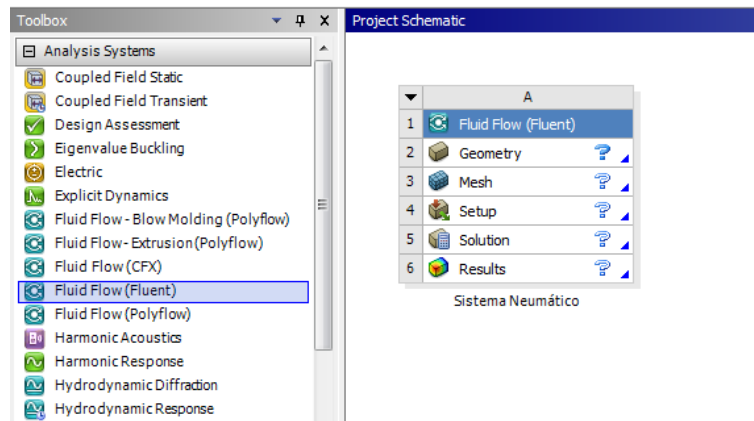 Toolbox
Analysis Systems
Coupled Field Static
Coupled Field Transient
Design Assessment
Eigenvalue Buckling
Electric
Explicit Dynamics
Fluid Flow - Blow Molding (Polyflow)
Fluid Flow - Extrusion (Polyflow)
Fluid Flow (CFX)
Fluid Flow (Fluent)
Fluid Flow (Polyflow)
Harmonic Acoustics
Harmonic Response
Hydrodynamic Diffraction
Hydrodynamic Response
Project Schematic
A
1 Fluid Flow (Fluent)
2 Geometry ?
3 Mesh ?
4 Setup ?
5 Solution ?
6 Results ?
Sistema Neumático